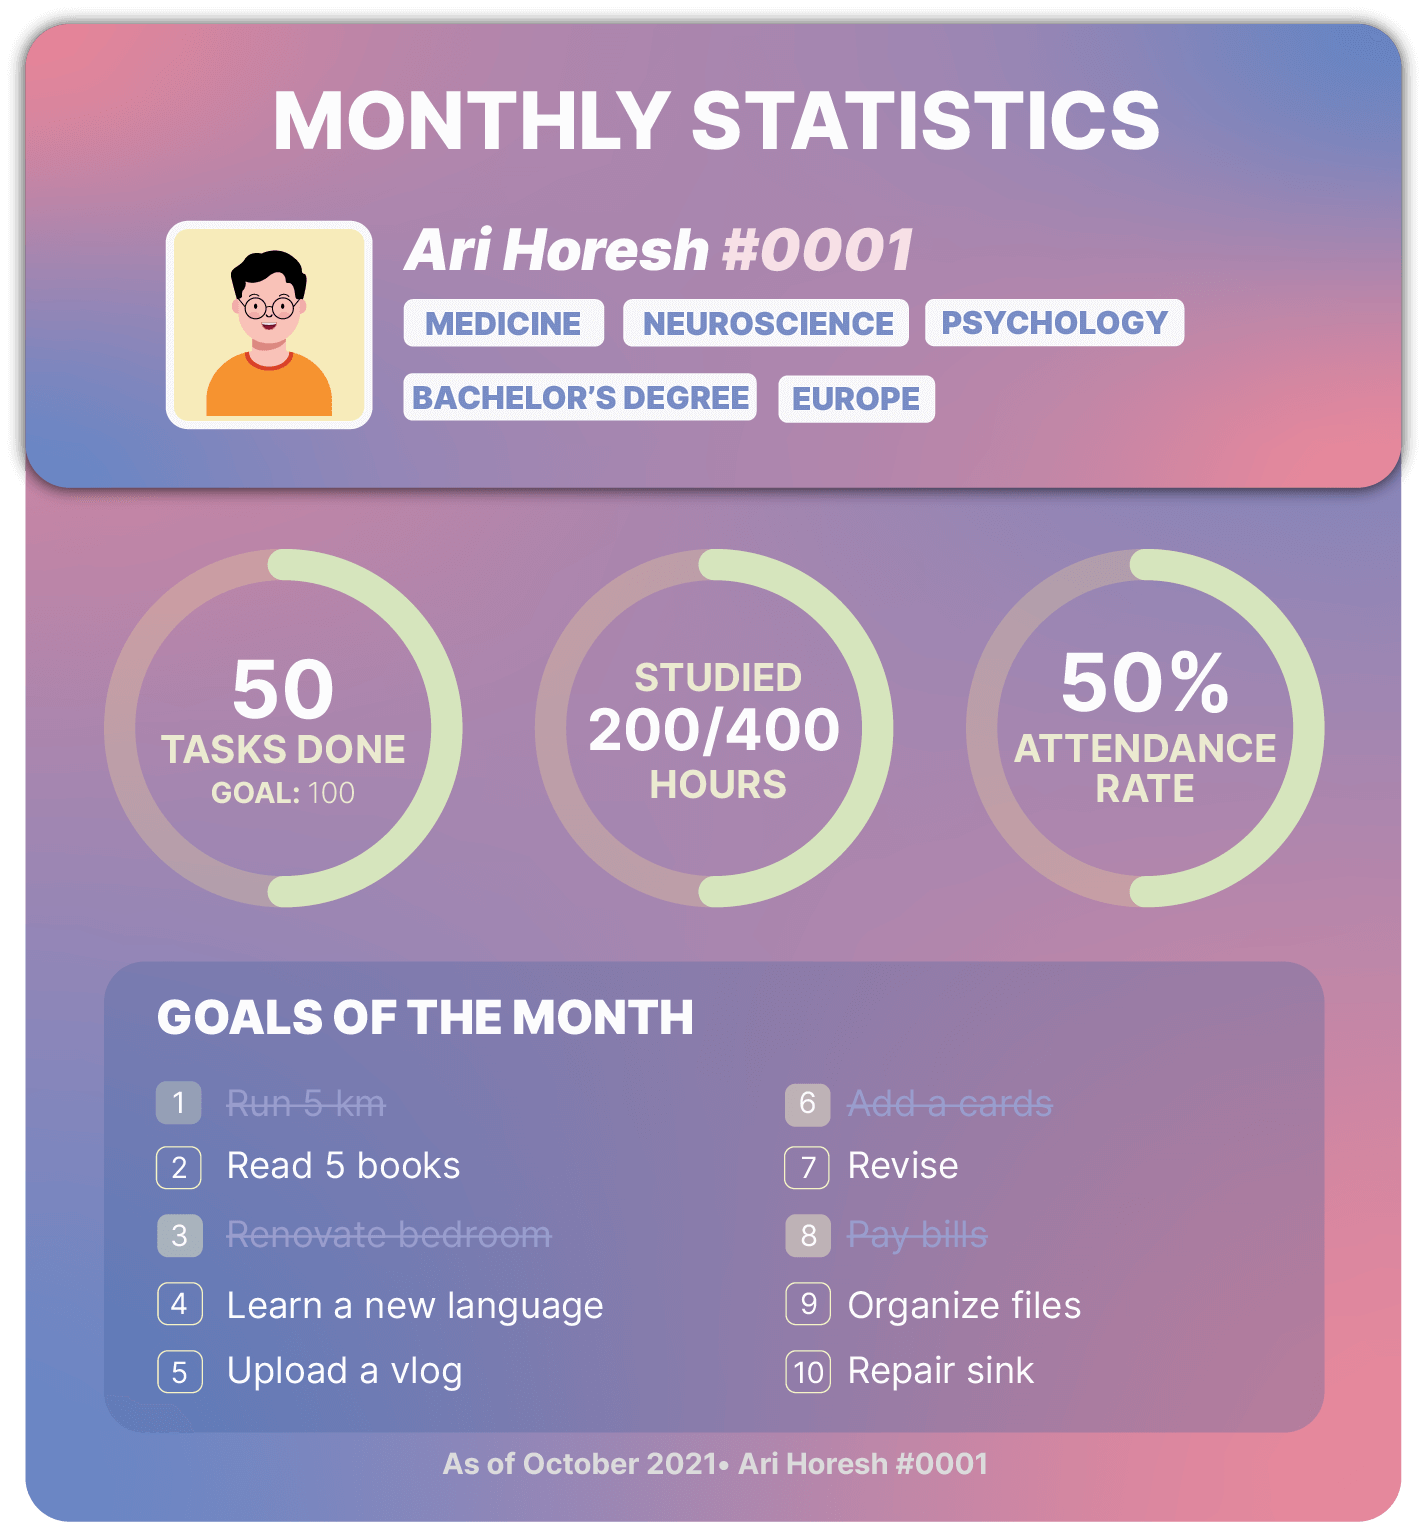 MONTHLY STATISTICS
Ari Horesh #0001
MEDICINE NEUROSCIENCE PSYCHOLOGY
BACHELOR’S DEGREE EUROPE
50
TASKS DONE
GOAL: 100
STUDIED
200/400
HOURS
50%
ATTENDANCE
RATE
GOALS OF THE MONTH
1 Run 5 km
2 Read 5 books
3 Renovate bedroom
4 Learn a new language
5 Upload a vlog
6 Add a cards
7 Revise
8 Pay bills
9 Organize files
10 Repair sink
As of October 2021• Ari Horesh #0001